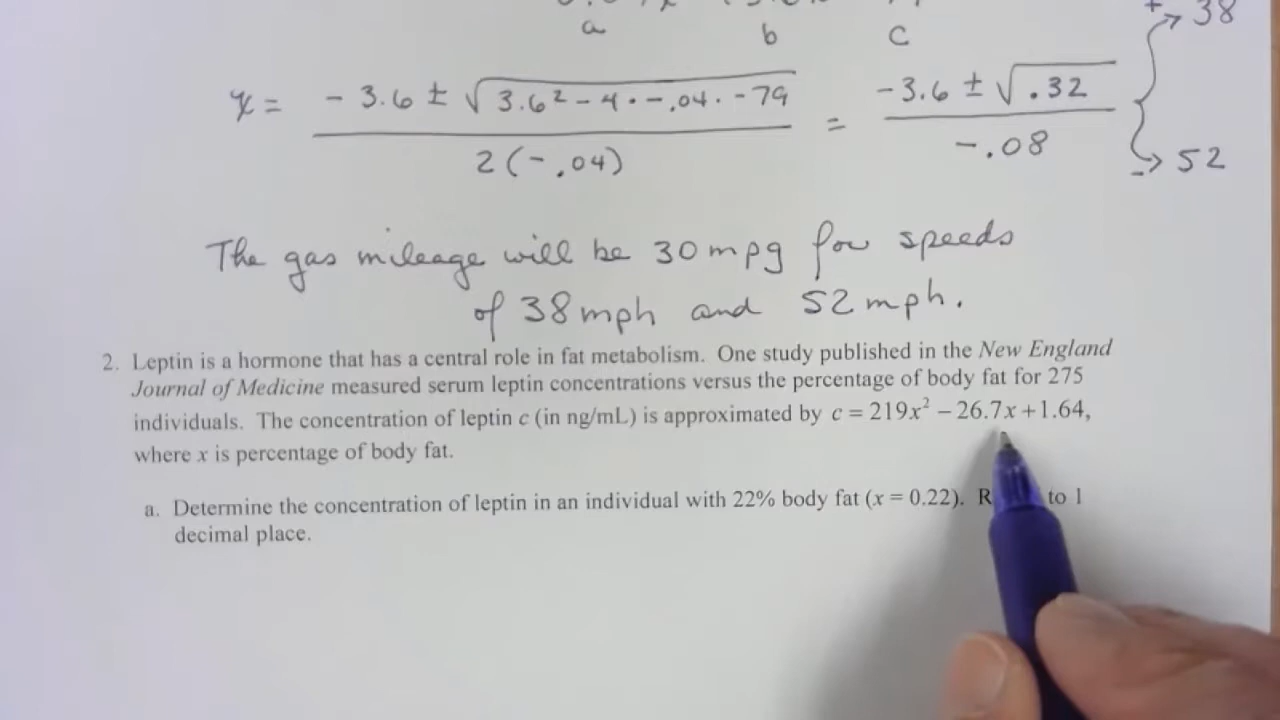 a b c
+ 38
x = - 3.6 ± √3.6² - 4 · -.04 · -79 / 2(-.04) = -3.6 ± √.32 / -.08
- 52
The gas mileage will be 30 mpg for speeds
of 38 mph and 52 mph.
2. Leptin is a hormone that has a central role in fat metabolism. One study published in the New England
Journal of Medicine measured serum leptin concentrations versus the percentage of body fat for 275
individuals. The concentration of leptin c (in ng/mL) is approximated by c = 219x² − 26.7x + 1.64,
where x is percentage of body fat.
a. Determine the concentration of leptin in an individual with 22% body fat (x = 0.22). to 1
decimal place.